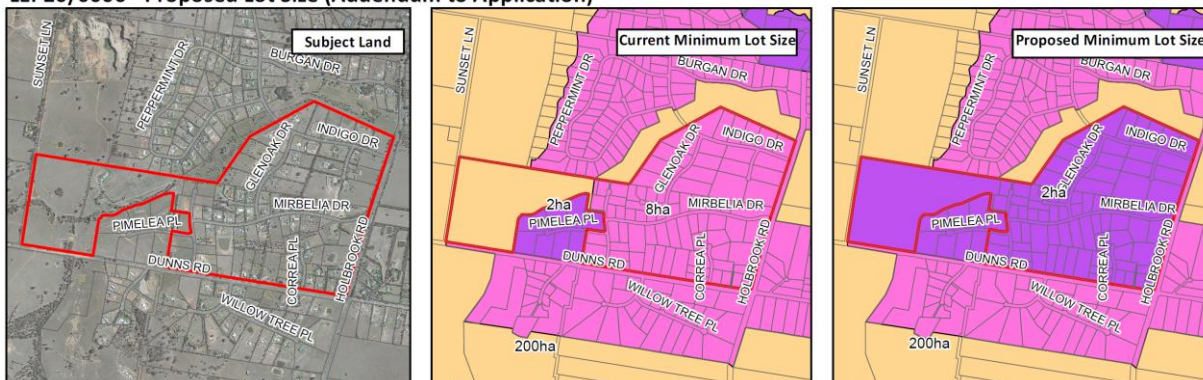 Proposed Lot Size (Addendum to Application)
Subject Land
SUNSET LN
PEPPERMINT DR
BURGAN DR
GLENOAK DR
INDIGO DR
MIRBELIA DR
PIMELEA PL
DUNNS RD
CORREA PL
HOLBROOK RD
WILLOW TREE PL
Current Minimum Lot Size
SUNSET LN
PEPPERMINT DR
BURGAN DR
GLENOAK DR
INDIGO DR
2ha
8ha
MIRBELIA DR
PIMELEA PL
DUNNS RD
CORREA PL
HOLBROOK RD
WILLOW TREE PL
200ha
Proposed Minimum Lot Size
SUNSET LN
PEPPERMINT DR
BURGAN DR
GLENOAK DR
INDIGO DR
2ha
MIRBELIA DR
PIMELEA PL
DUNNS RD
CORREA PL
HOLBROOK RD
WILLOW TREE PL
200ha